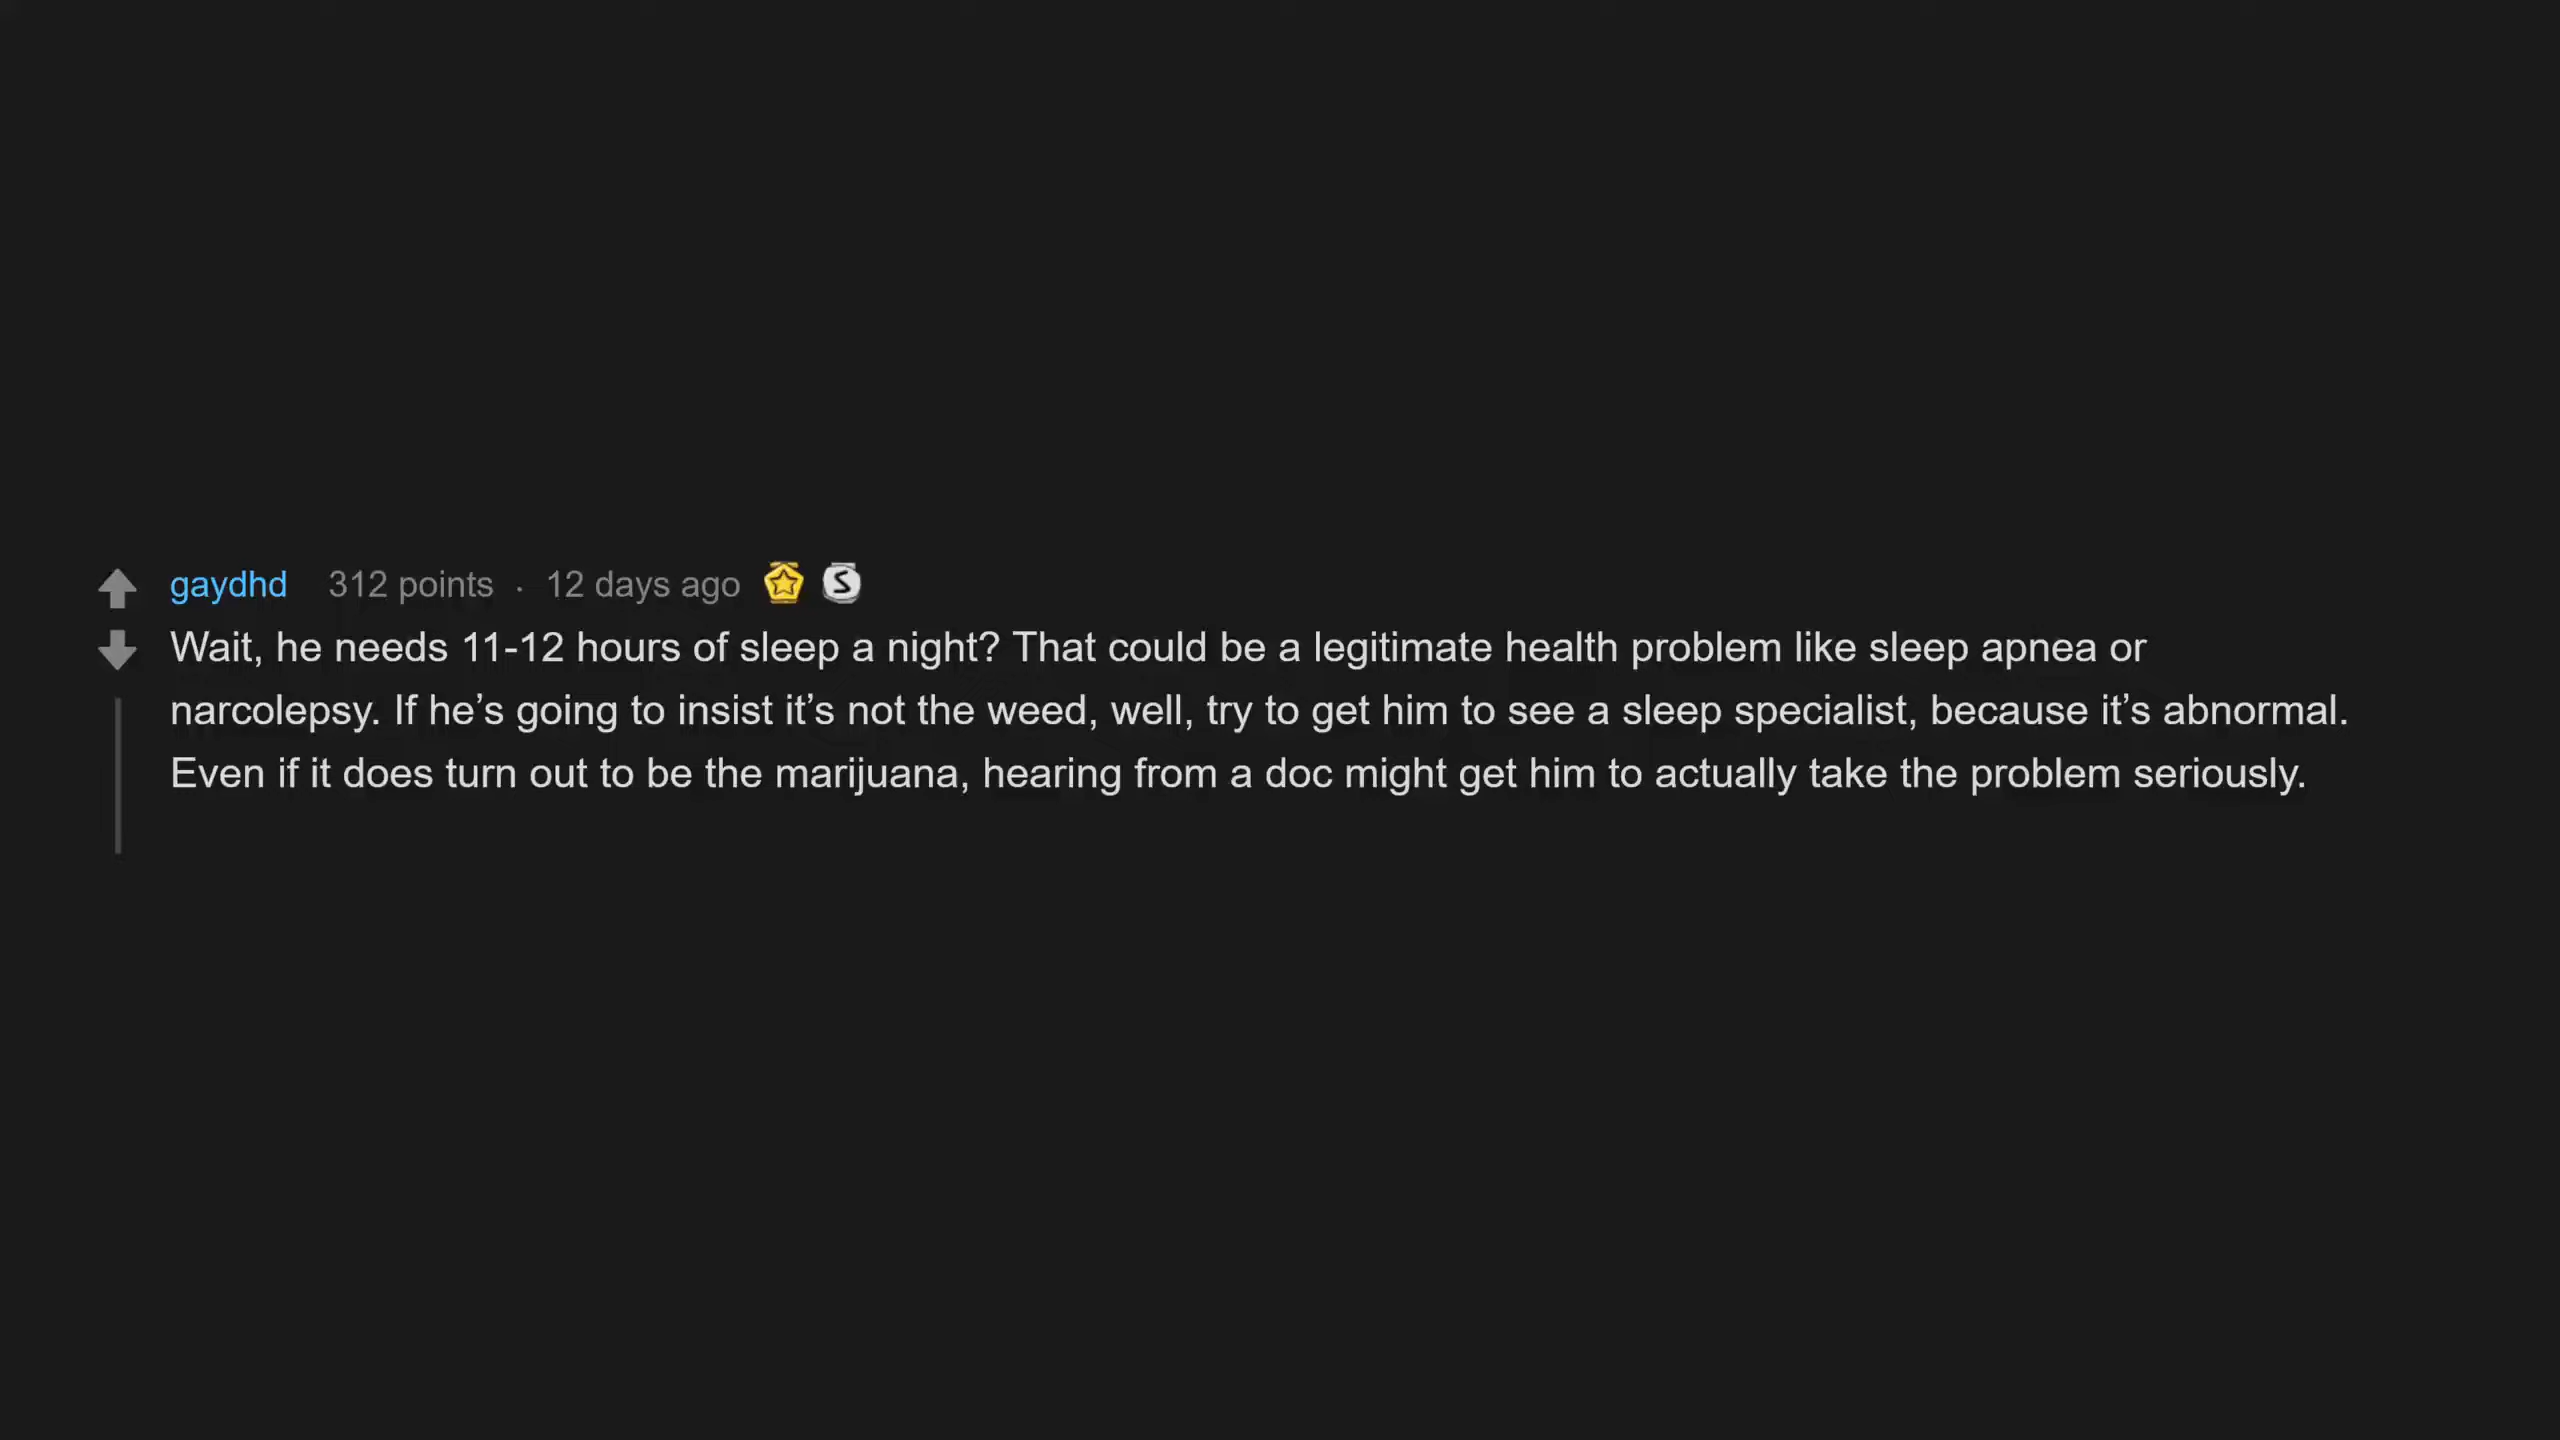 gaydhd 312 points · 12 days ago
Wait, he needs 11-12 hours of sleep a night? That could be a legitimate health problem like sleep apnea or
narcolepsy. If he’s going to insist it’s not the weed, well, try to get him to see a sleep specialist, because it’s abnormal.
Even if it does turn out to be the marijuana, hearing from a doc might get him to actually take the problem seriously.